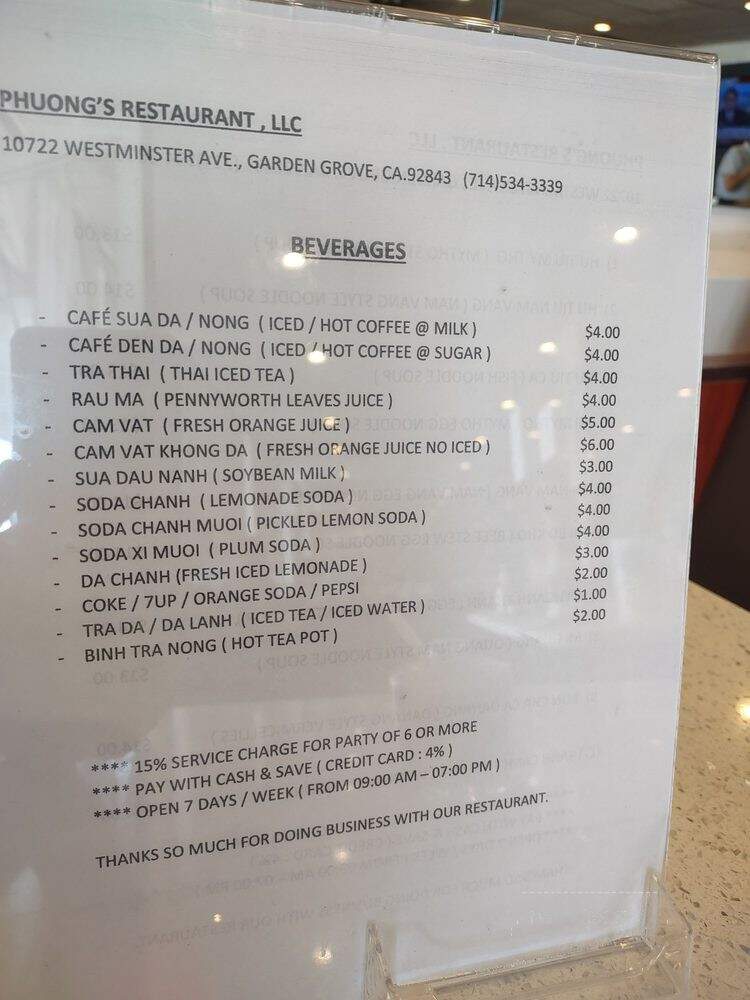 PHUONG'S RESTAURANT , LLC
10722 WESTMINSTER AVE., GARDEN GROVE, CA.92843 (714)534-3339
BEVERAGES
- CAFÉ SUA DA / NONG ( ICED / HOT COFFEE @ MILK ) $4.00
- CAFÉ DEN DA / NONG ( ICED / HOT COFFEE @ SUGAR ) $4.00
- TRA THAI ( THAI ICED TEA ) $4.00
- RAU MA ( PENNYWORTH LEAVES JUICE ) $4.00
- CAM VAT ( FRESH ORANGE JUICE ) $5.00
- CAM VAT KHONG DA ( FRESH ORANGE JUICE NO ICED ) $6.00
- SUA DAU NANH ( SOYBEAN MILK ) $3.00
- SODA CHANH ( LEMONADE SODA ) $4.00
- SODA CHANH MUOI ( PICKLED LEMON SODA ) $4.00
- SODA XI MUOI ( PLUM SODA ) $4.00
- DA CHANH (FRESH ICED LEMONADE ) $3.00
- COKE / 7UP / ORANGE SODA / PEPSI $2.00
- TRA DA / DA LANH ( ICED TEA / ICED WATER ) $1.00
- BINH TRA NONG ( HOT TEA POT ) $2.00
**** 15% SERVICE CHARGE FOR PARTY OF 6 OR MORE
**** PAY WITH CASH & SAVE ( CREDIT CARD : 4% )
**** OPEN 7 DAYS / WEEK ( FROM 09:00 AM – 07:00 PM )
THANKS SO MUCH FOR DOING BUSINESS WITH OUR RESTAURANT.